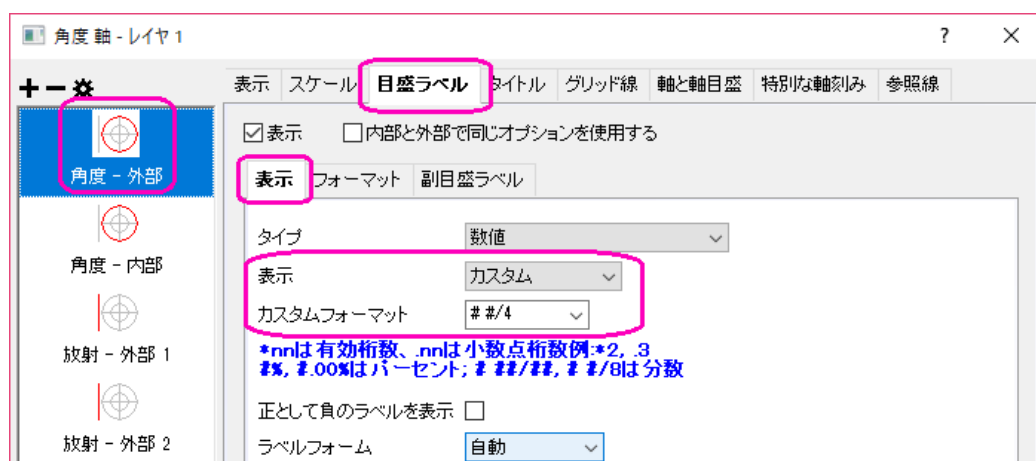 角度 軸 - レイヤ 1 ? ×
表示 スケール 目盛ラベル タイトル グリッド線 軸と軸目盛 特別な軸刻み 参照線
角度 - 外部
角度 - 内部
放射 - 外部 1
放射 - 外部 2
表示 内部と外部で同じオプションを使用する
表示 フォーマット 副目盛ラベル
タイプ 数値
表示 カスタム
カスタムフォーマット # #/4
*nnは有効桁数、.nnは小数点桁数例:*2, .3
#%, #.00%はパーセント; # ##/##, # #/8は分数
正として負のラベルを表示
ラベルフォーム 自動